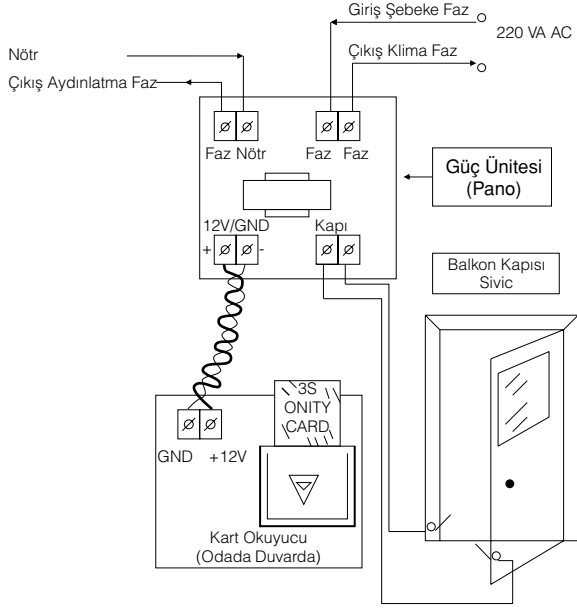 Giriş Şebeke Faz
220 VA AC
Çıkış Klima Faz
Nötr
Çıkış Aydınlatma Faz
Faz Nötr
Faz Faz
Güç Ünitesi
(Pano)
12V/GND
Kapı
+ -
Balkon Kapısı
Sivic
3S
ONITY
CARD
GND +12V
Kart Okuyucu
(Odada Duvarda)